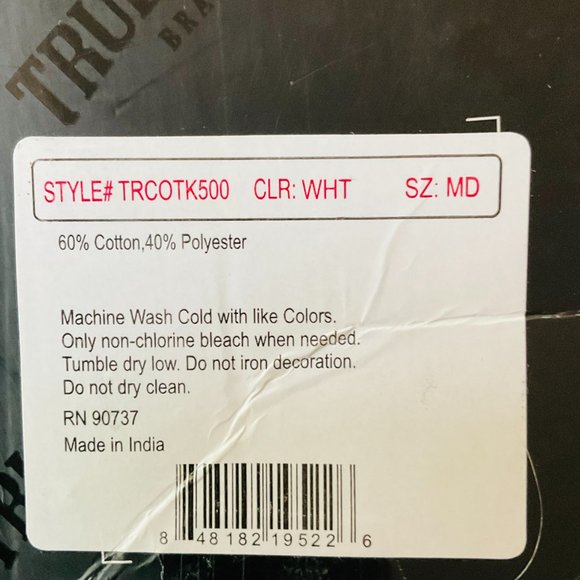 TRUE
BRA
STYLE# TRCOTK500 CLR: WHT SZ: MD
60% Cotton,40% Polyester
Machine Wash Cold with like Colors.
Only non-chlorine bleach when needed.
Tumble dry low. Do not iron decoration.
Do not dry clean.
RN 90737
Made in India
8 48182 19522 6